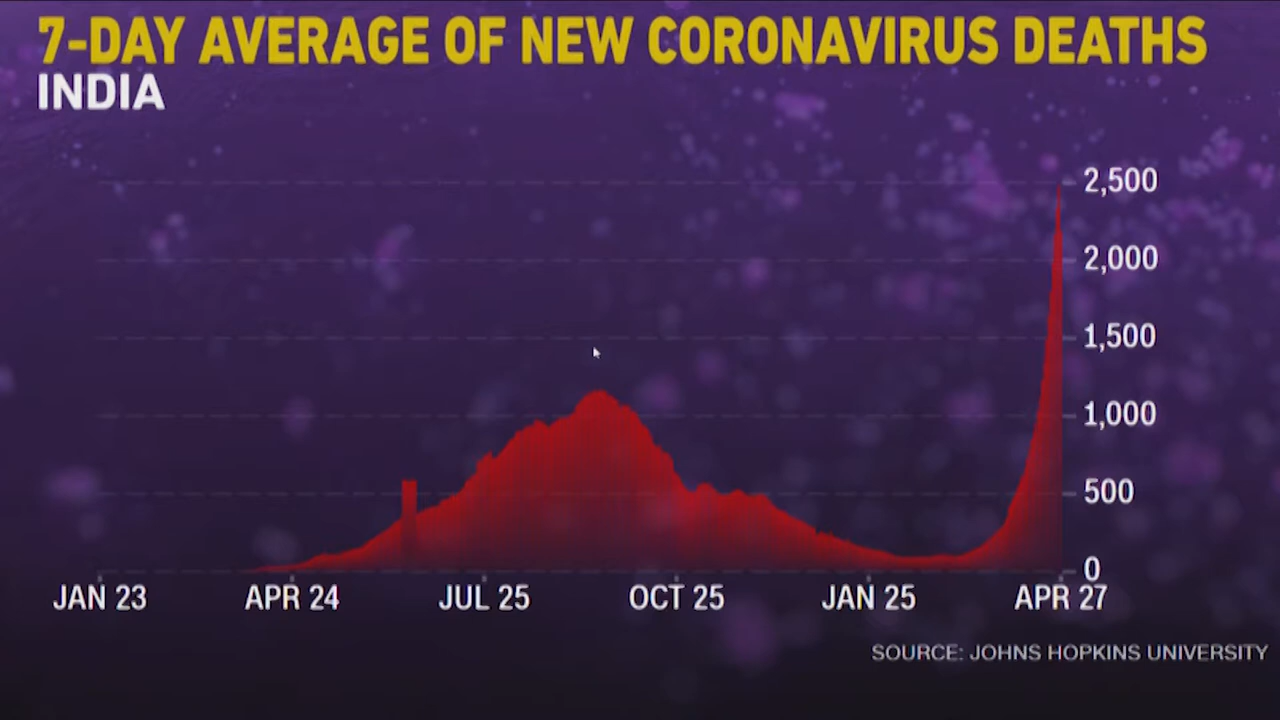 7-DAY AVERAGE OF NEW CORONAVIRUS DEATHS
INDIA
2,500
2,000
1,500
1,000
500
0
JAN 23 APR 24 JUL 25 OCT 25 JAN 25 APR 27
SOURCE: JOHNS HOPKINS UNIVERSITY